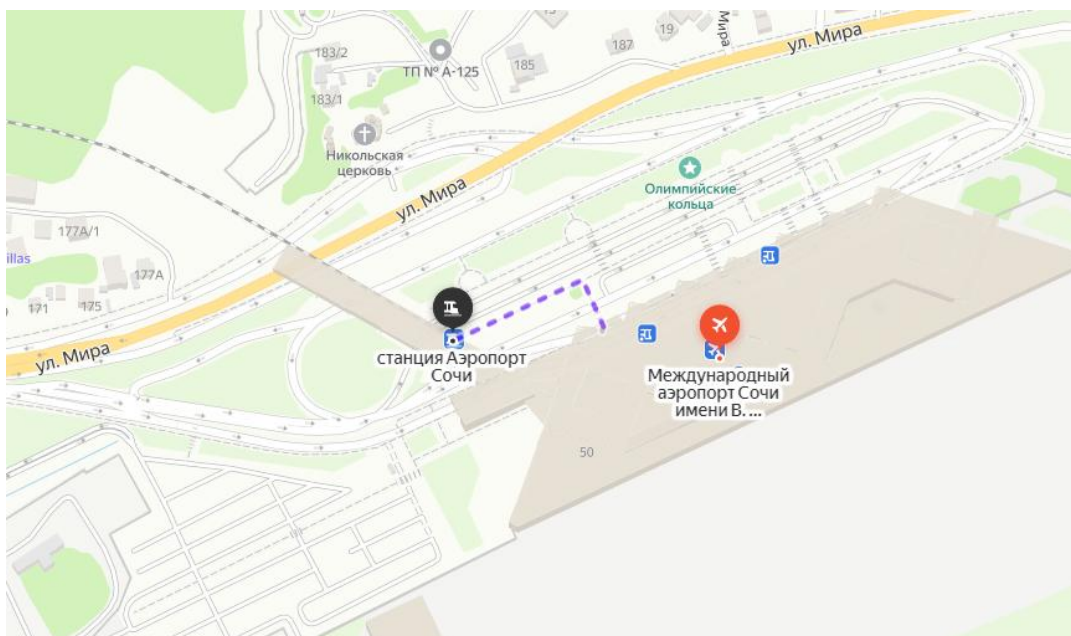 ул. Мира
Мира
19
187
183/2
ТП № А-125
185
183/1
Никольская
церковь
Олимпийские
кольца
ул. Мира
177А/1
illas
177А
171
175
ул. Мира
станция Аэропорт
Сочи
Международный
аэропорт Сочи
имени В. ...
50